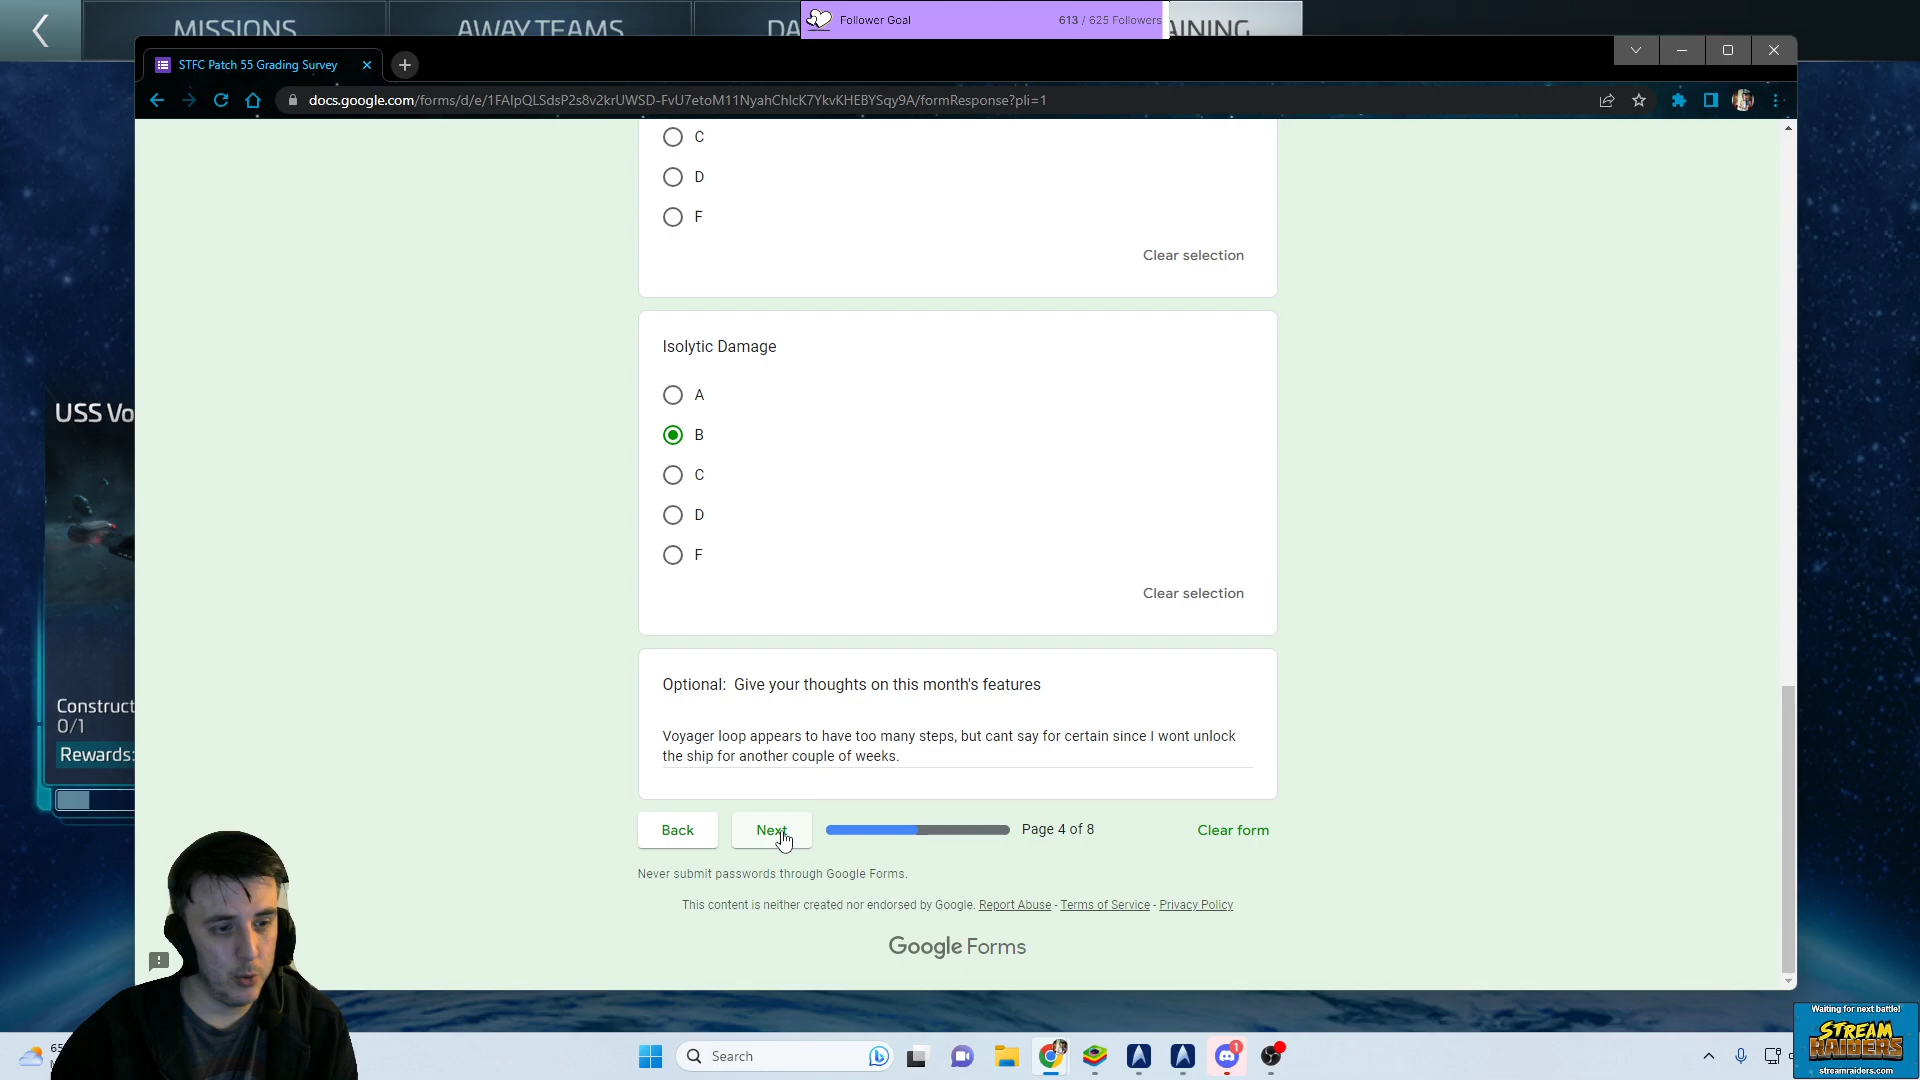 MISSIONS
AWAY TEAMS
DA
AINING
Follower Goal
613 / 625 Followers
STFC Patch 55 Grading Survey
docs.google.com/forms/d/e/1FAIpQLSdsP2s8v2krUWSD-FvU7etoM11NyahChlcK7YkvKHEBYSqy9A/formResponse?pli=1
C
D
F
Clear selection
Isolytic Damage
A
B
C
D
F
Clear selection
Optional: Give your thoughts on this month's features
Voyager loop appears to have too many steps, but cant say for certain since I wont unlock
the ship for another couple of weeks.
Back
Next
Page 4 of 8
Clear form
Never submit passwords through Google Forms.
This content is neither created nor endorsed by Google. Report Abuse - Terms of Service - Privacy Policy
Google Forms
USS Vo
Construct
0/1
Rewards:
Search
1
Waiting for next battle!
STREAM
RAIDERS
streamraiders.com